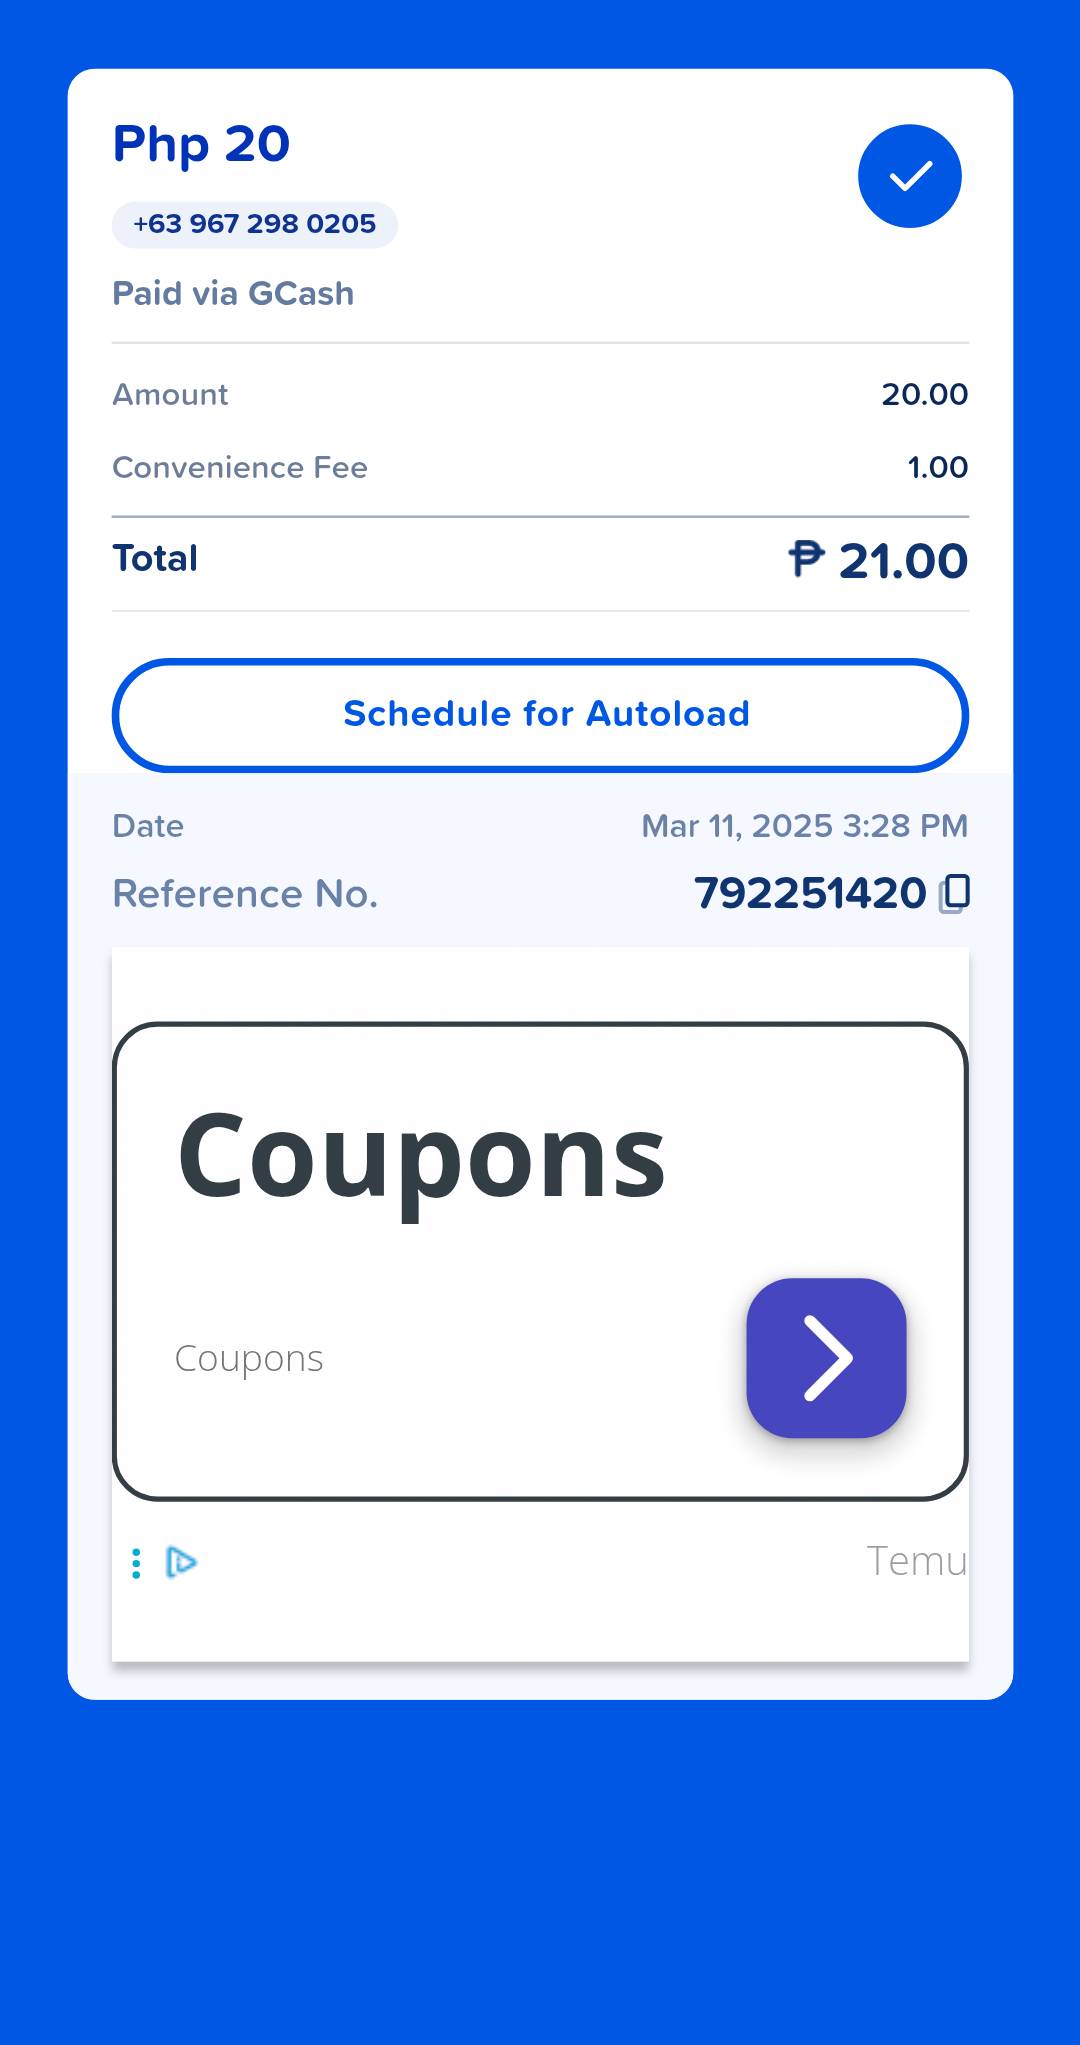 Php 20
+63 967 298 0205
Paid via GCash
Amount 20.00
Convenience Fee 1.00
Total ₱ 21.00
Schedule for Autoload
Date Mar 11, 2025 3:28 PM
Reference No. 792251420
Coupons
Coupons
Temu